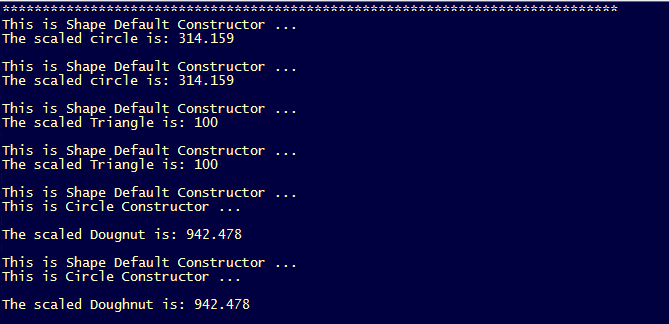 *****************************************************************************
This is Shape Default Constructor ...
The scaled circle is: 314.159

This is Shape Default Constructor ...
The scaled circle is: 314.159

This is Shape Default Constructor ...
The scaled Triangle is: 100

This is Shape Default Constructor ...
The scaled Triangle is: 100

This is Shape Default Constructor ...
This is Circle Constructor ...

The scaled Dougnut is: 942.478

This is Shape Default Constructor ...
This is Circle Constructor ...

The scaled Doughnut is: 942.478